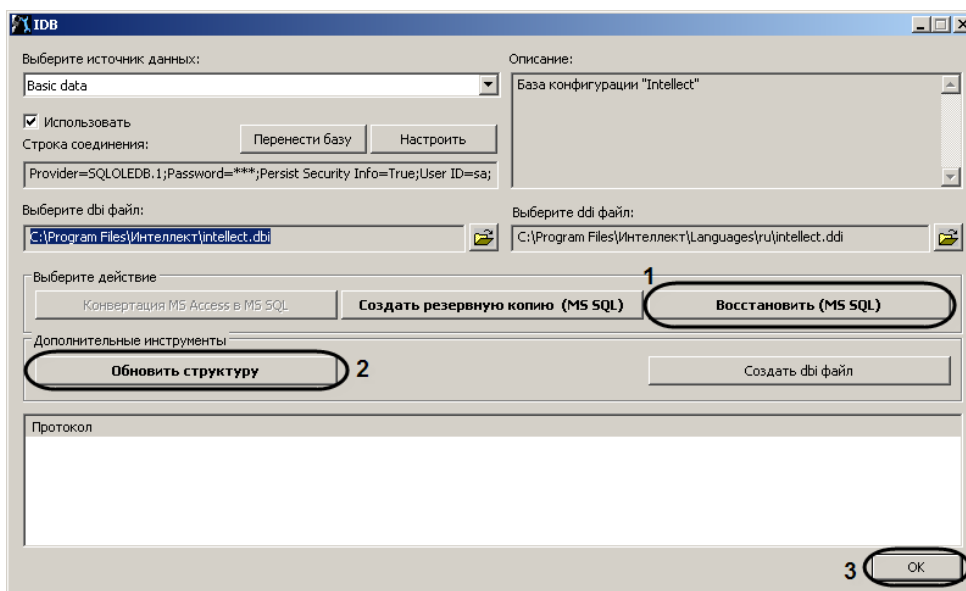 IDB
Выберите источник данных:
Описание:
Basic data
База конфигурации "Intellect"
Использовать
Строка соединения:
Перенести базу
Настроить
Provider=SQLOLEDB.1;Password=***;Persist Security Info=True;User ID=sa;
Выберите dbi файл:
Выберите ddi файл:
C:\Program Files\Интеллект\intellect.dbi
C:\Program Files\Интеллект\Languages\ru\intellect.ddi
Выберите действие
1
Конвертация MS Access в MS SQL
Создать резервную копию (MS SQL)
Восстановить (MS SQL)
Дополнительные инструменты
Обновить структуру
2
Создать dbi файл
Протокол
3
OK